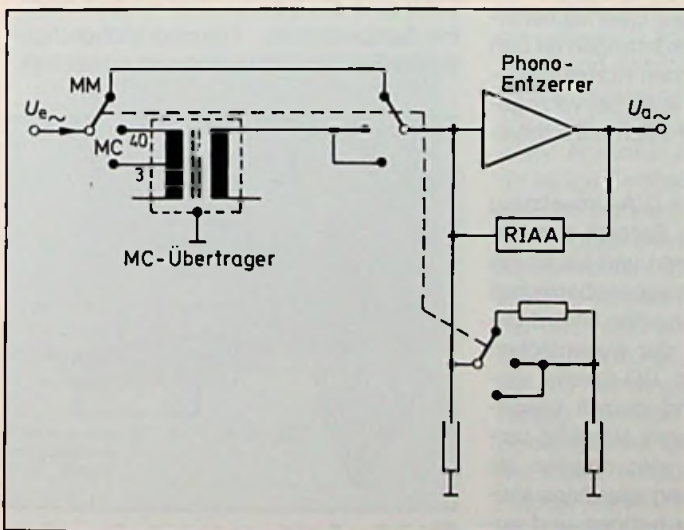 Phono-
Entzerrer
MM
Ue~
Ua~
MC
40
3
RIAA
MC-Übertrager